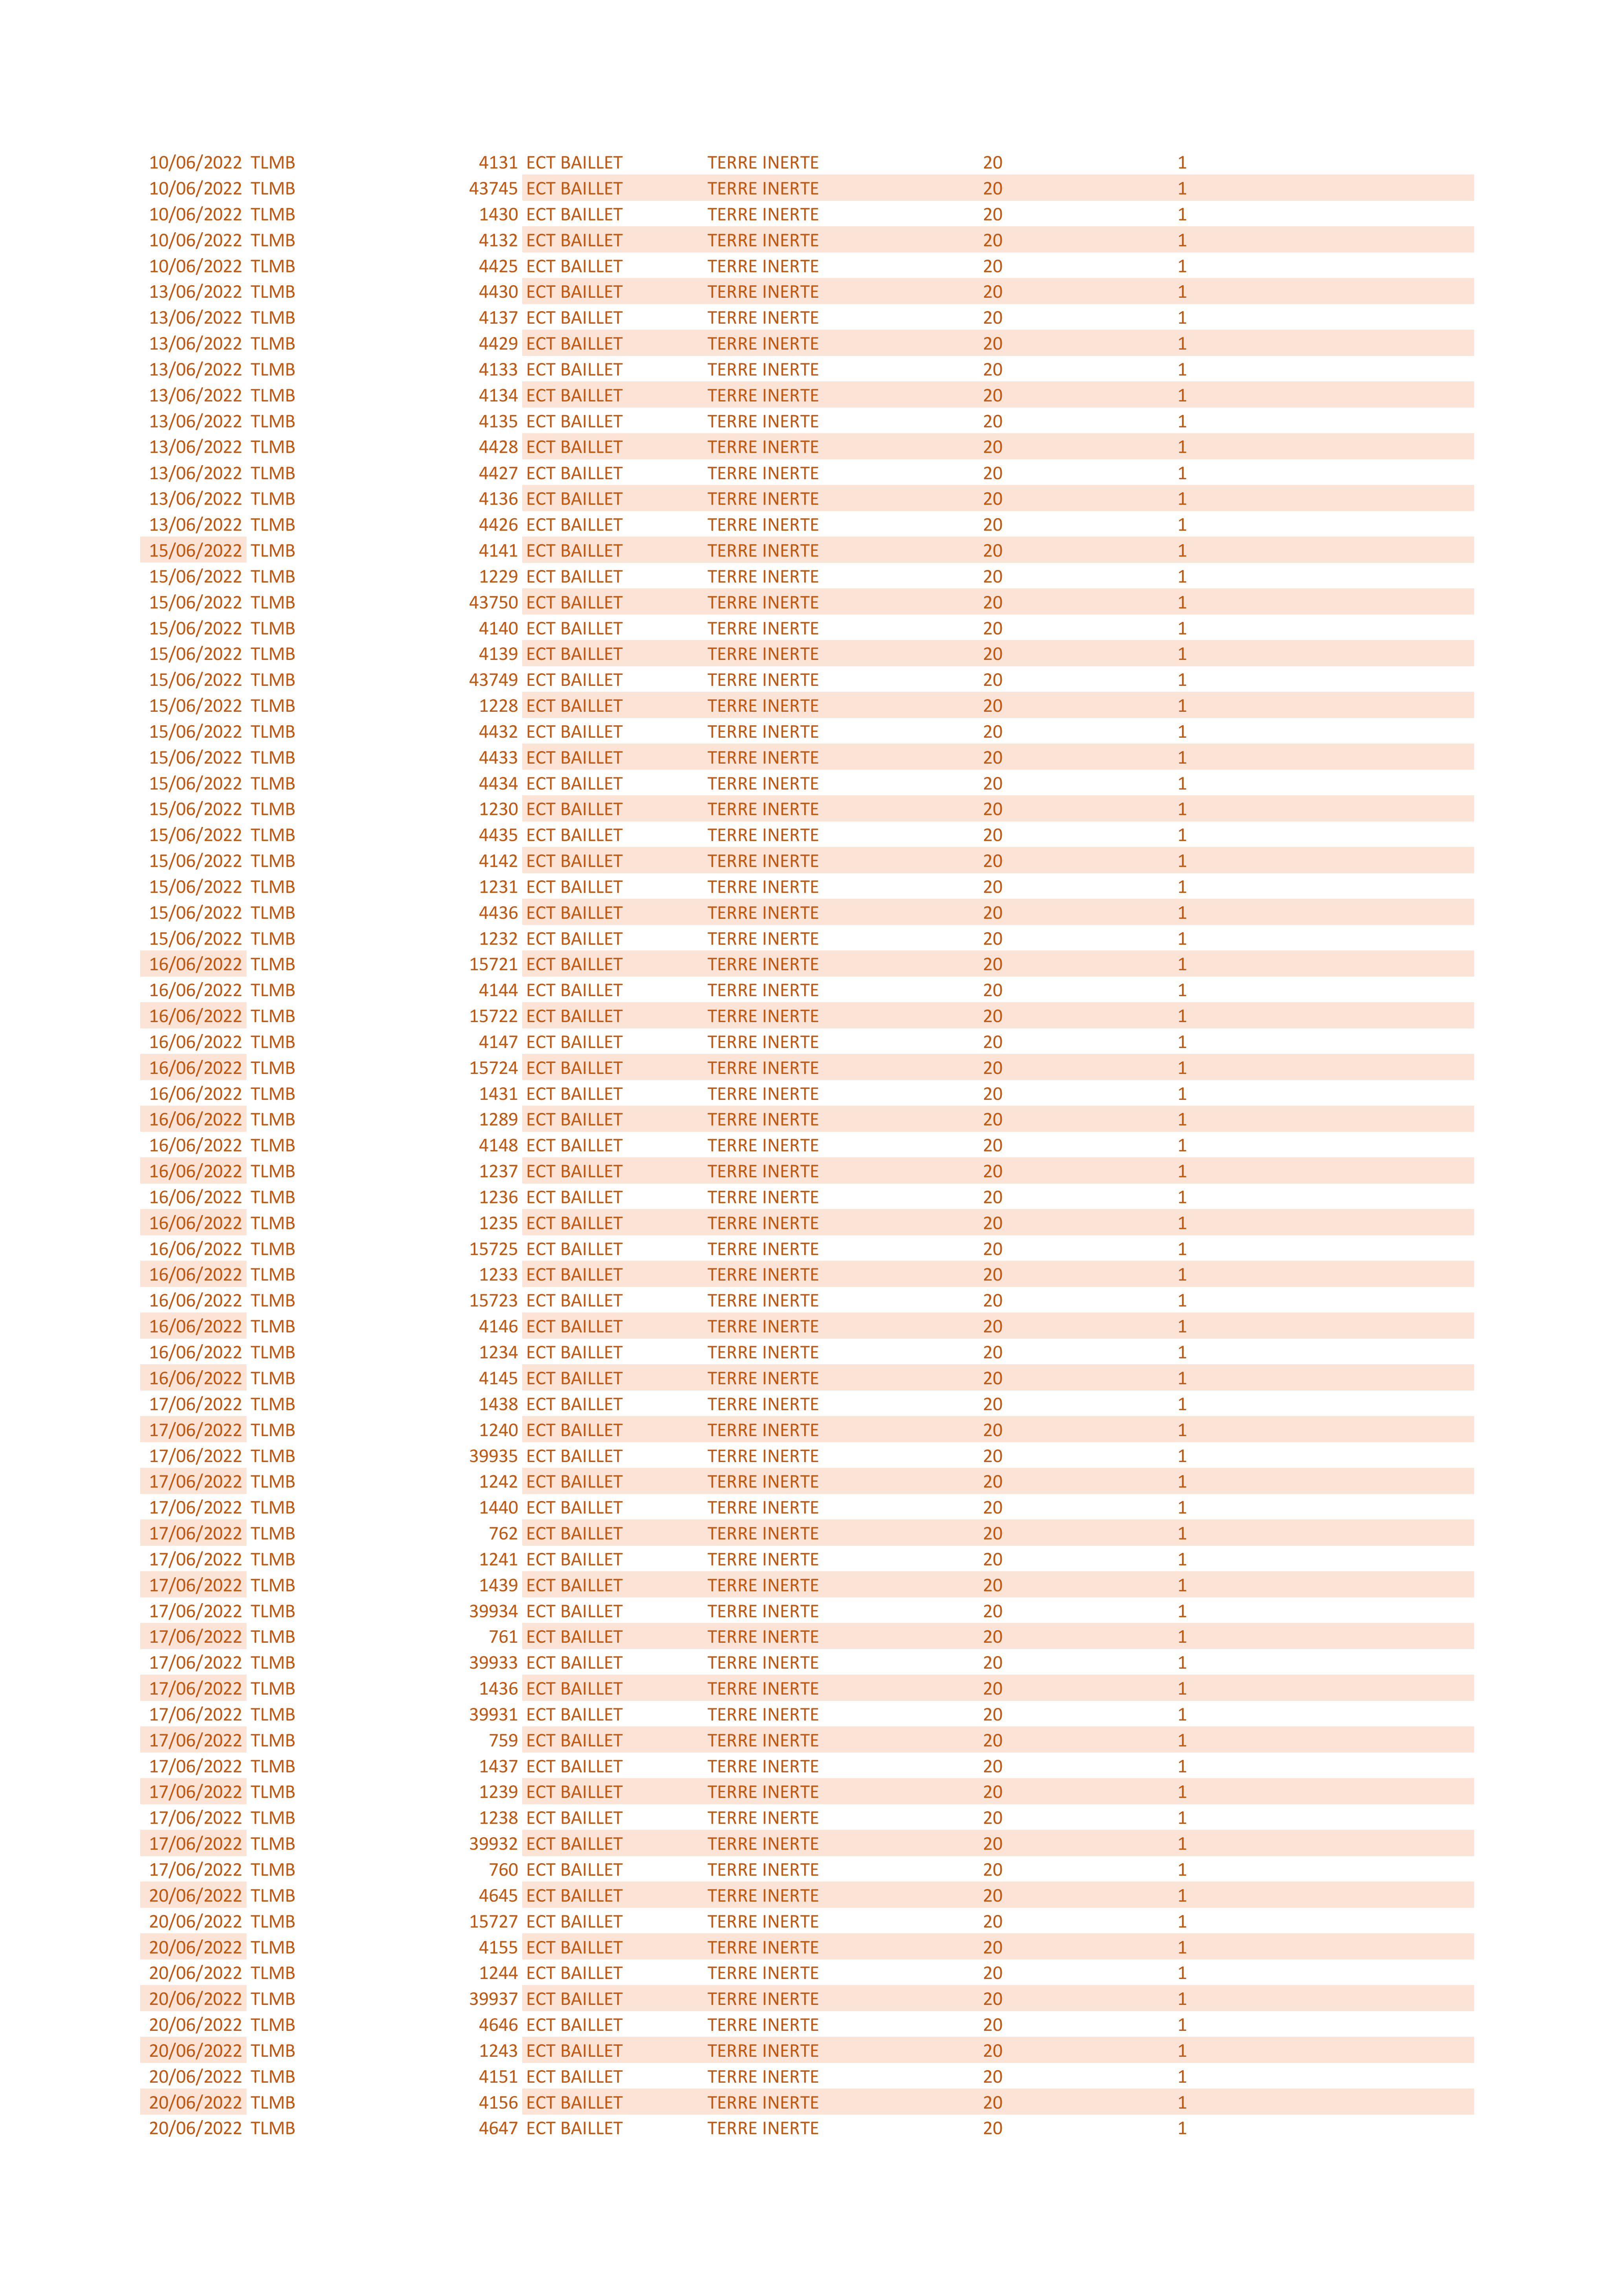 10/06/2022 TLMB 4131 ECT BAILLET TERRE INERTE 20 1
10/06/2022 TLMB 43745 ECT BAILLET TERRE INERTE 20 1
10/06/2022 TLMB 1430 ECT BAILLET TERRE INERTE 20 1
10/06/2022 TLMB 4132 ECT BAILLET TERRE INERTE 20 1
10/06/2022 TLMB 4425 ECT BAILLET TERRE INERTE 20 1
13/06/2022 TLMB 4430 ECT BAILLET TERRE INERTE 20 1
13/06/2022 TLMB 4137 ECT BAILLET TERRE INERTE 20 1
13/06/2022 TLMB 4429 ECT BAILLET TERRE INERTE 20 1
13/06/2022 TLMB 4133 ECT BAILLET TERRE INERTE 20 1
13/06/2022 TLMB 4134 ECT BAILLET TERRE INERTE 20 1
13/06/2022 TLMB 4135 ECT BAILLET TERRE INERTE 20 1
13/06/2022 TLMB 4428 ECT BAILLET TERRE INERTE 20 1
13/06/2022 TLMB 4427 ECT BAILLET TERRE INERTE 20 1
13/06/2022 TLMB 4136 ECT BAILLET TERRE INERTE 20 1
13/06/2022 TLMB 4426 ECT BAILLET TERRE INERTE 20 1
15/06/2022 TLMB 4141 ECT BAILLET TERRE INERTE 20 1
15/06/2022 TLMB 1229 ECT BAILLET TERRE INERTE 20 1
15/06/2022 TLMB 43750 ECT BAILLET TERRE INERTE 20 1
15/06/2022 TLMB 4140 ECT BAILLET TERRE INERTE 20 1
15/06/2022 TLMB 4139 ECT BAILLET TERRE INERTE 20 1
15/06/2022 TLMB 43749 ECT BAILLET TERRE INERTE 20 1
15/06/2022 TLMB 1228 ECT BAILLET TERRE INERTE 20 1
15/06/2022 TLMB 4432 ECT BAILLET TERRE INERTE 20 1
15/06/2022 TLMB 4433 ECT BAILLET TERRE INERTE 20 1
15/06/2022 TLMB 4434 ECT BAILLET TERRE INERTE 20 1
15/06/2022 TLMB 1230 ECT BAILLET TERRE INERTE 20 1
15/06/2022 TLMB 4435 ECT BAILLET TERRE INERTE 20 1
15/06/2022 TLMB 4142 ECT BAILLET TERRE INERTE 20 1
15/06/2022 TLMB 1231 ECT BAILLET TERRE INERTE 20 1
15/06/2022 TLMB 4436 ECT BAILLET TERRE INERTE 20 1
15/06/2022 TLMB 1232 ECT BAILLET TERRE INERTE 20 1
16/06/2022 TLMB 15721 ECT BAILLET TERRE INERTE 20 1
16/06/2022 TLMB 4144 ECT BAILLET TERRE INERTE 20 1
16/06/2022 TLMB 15722 ECT BAILLET TERRE INERTE 20 1
16/06/2022 TLMB 4147 ECT BAILLET TERRE INERTE 20 1
16/06/2022 TLMB 15724 ECT BAILLET TERRE INERTE 20 1
16/06/2022 TLMB 1431 ECT BAILLET TERRE INERTE 20 1
16/06/2022 TLMB 1289 ECT BAILLET TERRE INERTE 20 1
16/06/2022 TLMB 4148 ECT BAILLET TERRE INERTE 20 1
16/06/2022 TLMB 1237 ECT BAILLET TERRE INERTE 20 1
16/06/2022 TLMB 1236 ECT BAILLET TERRE INERTE 20 1
16/06/2022 TLMB 1235 ECT BAILLET TERRE INERTE 20 1
16/06/2022 TLMB 15725 ECT BAILLET TERRE INERTE 20 1
16/06/2022 TLMB 1233 ECT BAILLET TERRE INERTE 20 1
16/06/2022 TLMB 15723 ECT BAILLET TERRE INERTE 20 1
16/06/2022 TLMB 4146 ECT BAILLET TERRE INERTE 20 1
16/06/2022 TLMB 1234 ECT BAILLET TERRE INERTE 20 1
16/06/2022 TLMB 4145 ECT BAILLET TERRE INERTE 20 1
17/06/2022 TLMB 1438 ECT BAILLET TERRE INERTE 20 1
17/06/2022 TLMB 1240 ECT BAILLET TERRE INERTE 20 1
17/06/2022 TLMB 39935 ECT BAILLET TERRE INERTE 20 1
17/06/2022 TLMB 1242 ECT BAILLET TERRE INERTE 20 1
17/06/2022 TLMB 1440 ECT BAILLET TERRE INERTE 20 1
17/06/2022 TLMB 762 ECT BAILLET TERRE INERTE 20 1
17/06/2022 TLMB 1241 ECT BAILLET TERRE INERTE 20 1
17/06/2022 TLMB 1439 ECT BAILLET TERRE INERTE 20 1
17/06/2022 TLMB 39934 ECT BAILLET TERRE INERTE 20 1
17/06/2022 TLMB 761 ECT BAILLET TERRE INERTE 20 1
17/06/2022 TLMB 39933 ECT BAILLET TERRE INERTE 20 1
17/06/2022 TLMB 1436 ECT BAILLET TERRE INERTE 20 1
17/06/2022 TLMB 39931 ECT BAILLET TERRE INERTE 20 1
17/06/2022 TLMB 759 ECT BAILLET TERRE INERTE 20 1
17/06/2022 TLMB 1437 ECT BAILLET TERRE INERTE 20 1
17/06/2022 TLMB 1239 ECT BAILLET TERRE INERTE 20 1
17/06/2022 TLMB 1238 ECT BAILLET TERRE INERTE 20 1
17/06/2022 TLMB 39932 ECT BAILLET TERRE INERTE 20 1
17/06/2022 TLMB 760 ECT BAILLET TERRE INERTE 20 1
20/06/2022 TLMB 4645 ECT BAILLET TERRE INERTE 20 1
20/06/2022 TLMB 15727 ECT BAILLET TERRE INERTE 20 1
20/06/2022 TLMB 4155 ECT BAILLET TERRE INERTE 20 1
20/06/2022 TLMB 1244 ECT BAILLET TERRE INERTE 20 1
20/06/2022 TLMB 39937 ECT BAILLET TERRE INERTE 20 1
20/06/2022 TLMB 4646 ECT BAILLET TERRE INERTE 20 1
20/06/2022 TLMB 1243 ECT BAILLET TERRE INERTE 20 1
20/06/2022 TLMB 4151 ECT BAILLET TERRE INERTE 20 1
20/06/2022 TLMB 4156 ECT BAILLET TERRE INERTE 20 1
20/06/2022 TLMB 4647 ECT BAILLET TERRE INERTE 20 1